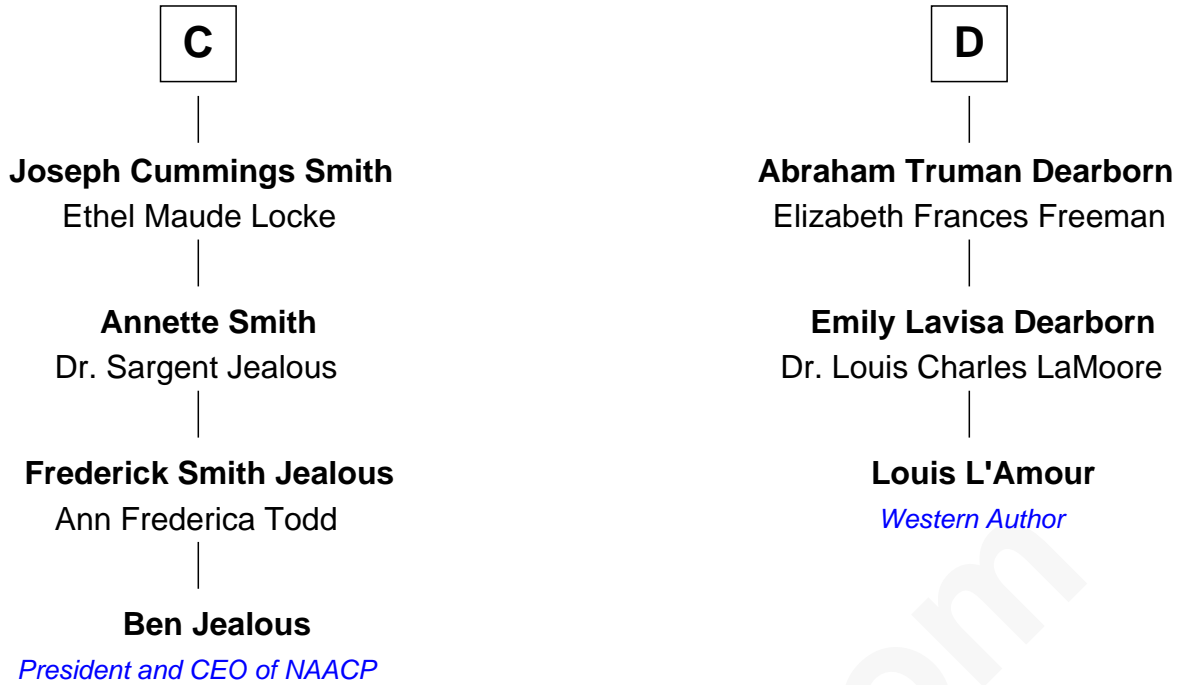 C
Joseph Cummings Smith
Ethel Maude Locke
Annette Smith
Dr. Sargent Jealous
Frederick Smith Jealous
Ann Frederica Todd
Ben Jealous
President and CEO of NAACP
D
Abraham Truman Dearborn
Elizabeth Frances Freeman
Emily Lavisa Dearborn
Dr. Louis Charles LaMoore
Louis L'Amour
Western Author
om